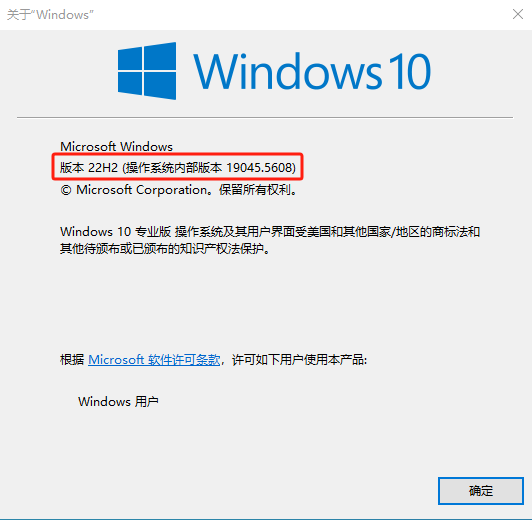 关于“Windows”
Windows 10
Microsoft Windows
版本 22H2 (操作系统内部版本 19045.5608)
© Microsoft Corporation。保留所有权利。
Windows 10 专业版 操作系统及其用户界面受美国和其他国家/地区的商标法和
其他待颁布或已颁布的知识产权法保护。
根据 Microsoft 软件许可条款，许可如下用户使用本产品:
Windows 用户
确定